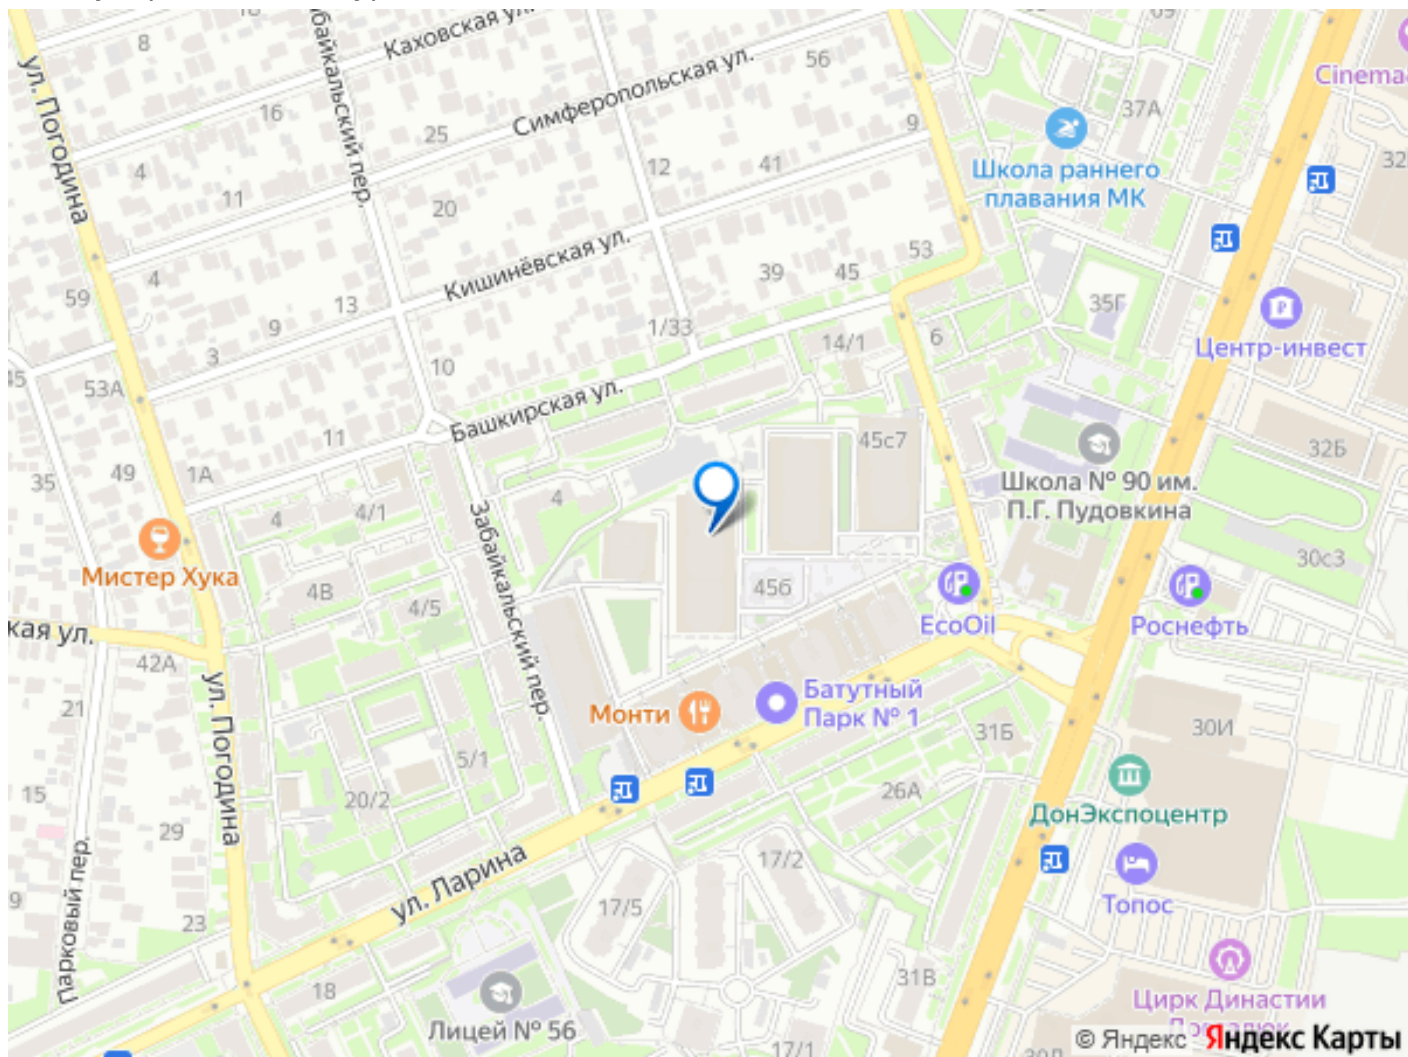 Каховская ул.
8
56
69
37А
Cinema
Забайкальский пер.
ул. Погодина
16
25
Симферопольская ул.
9
32
4
11
12
41
Школа раннего
плавания МК
20
Кишинёвская ул.
53
4
39
45
59
13
1/33
35Г
9
14/1
6
Центр-инвест
3
10
45
53А
Башкирская ул.
11
45с7
32Б
49
1А
35
4
Школа № 90 им.
П.Г. Пудовкина
4
4/1
Забайкальский пер.
30с3
Мистер Хука
4В
456
4/5
EcoOil
Роснефть
кая ул.
42А
ул. Погодина
21
Монти
Батутный
Парк № 1
31Б
30И
5/1
15
20/2
26А
ДонЭкспоцентр
29
ул. Ларина
17/2
Топос
9
Парковый пер.
23
17/5
31В
18
Лицей № 56
Цирк Династии
17/1
© Яндекс Яндекс Карты